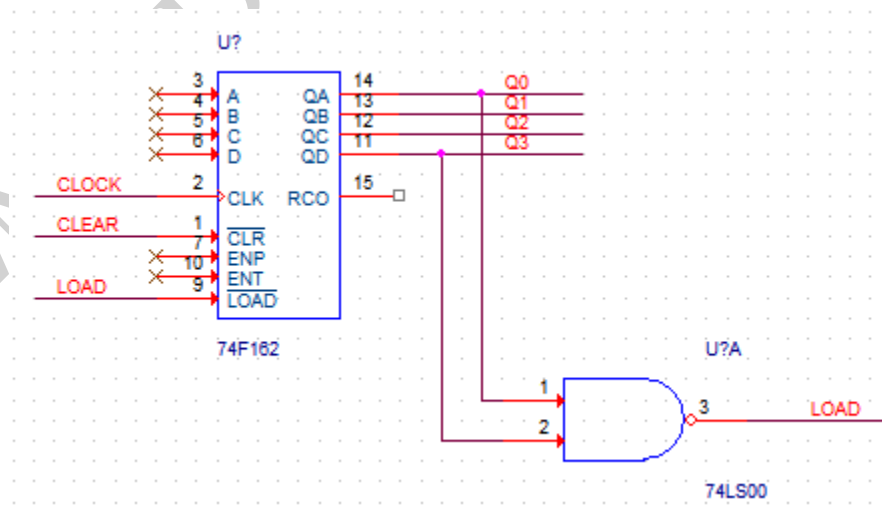 U?
3 A QA 14 Q0
4 B QB 13 Q1
5 C QC 12 Q2
6 D QD 11 Q3
CLOCK 2 CLK RCO 15
CLEAR 1 CLR
7 ENP
10 ENT
LOAD 9 LOAD
74F162
U?A
1
2
3 LOAD
74LS00